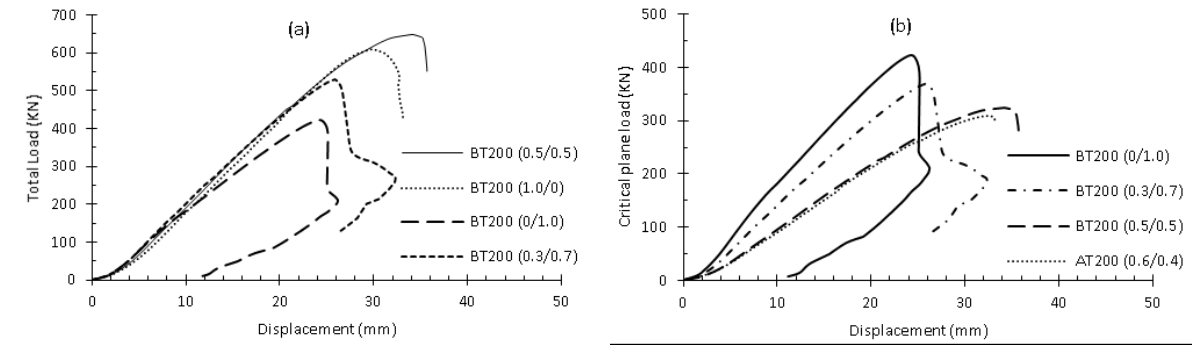 (a)
Total Load (KN)
700
600
500
400
300
200
100
0
0 10 20 30 40 50
Displacement (mm)
BT200 (0.5/0.5)
BT200 (1.0/0)
BT200 (0/1.0)
BT200 (0.3/0.7)
(b)
Critical plane load (KN)
500
400
300
200
100
0
0 10 20 30 40 50
Displacement (mm)
BT200 (0/1.0)
BT200 (0.3/0.7)
BT200 (0.5/0.5)
AT200 (0.6/0.4)